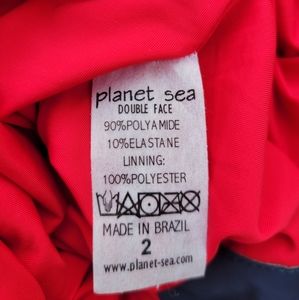 planet sea
DOUBLE FACE
90%POLYAMIDE
10%ELASTANE
LINNING:
100%POLYESTER
MADE IN BRAZIL
2
www.planet-sea.com